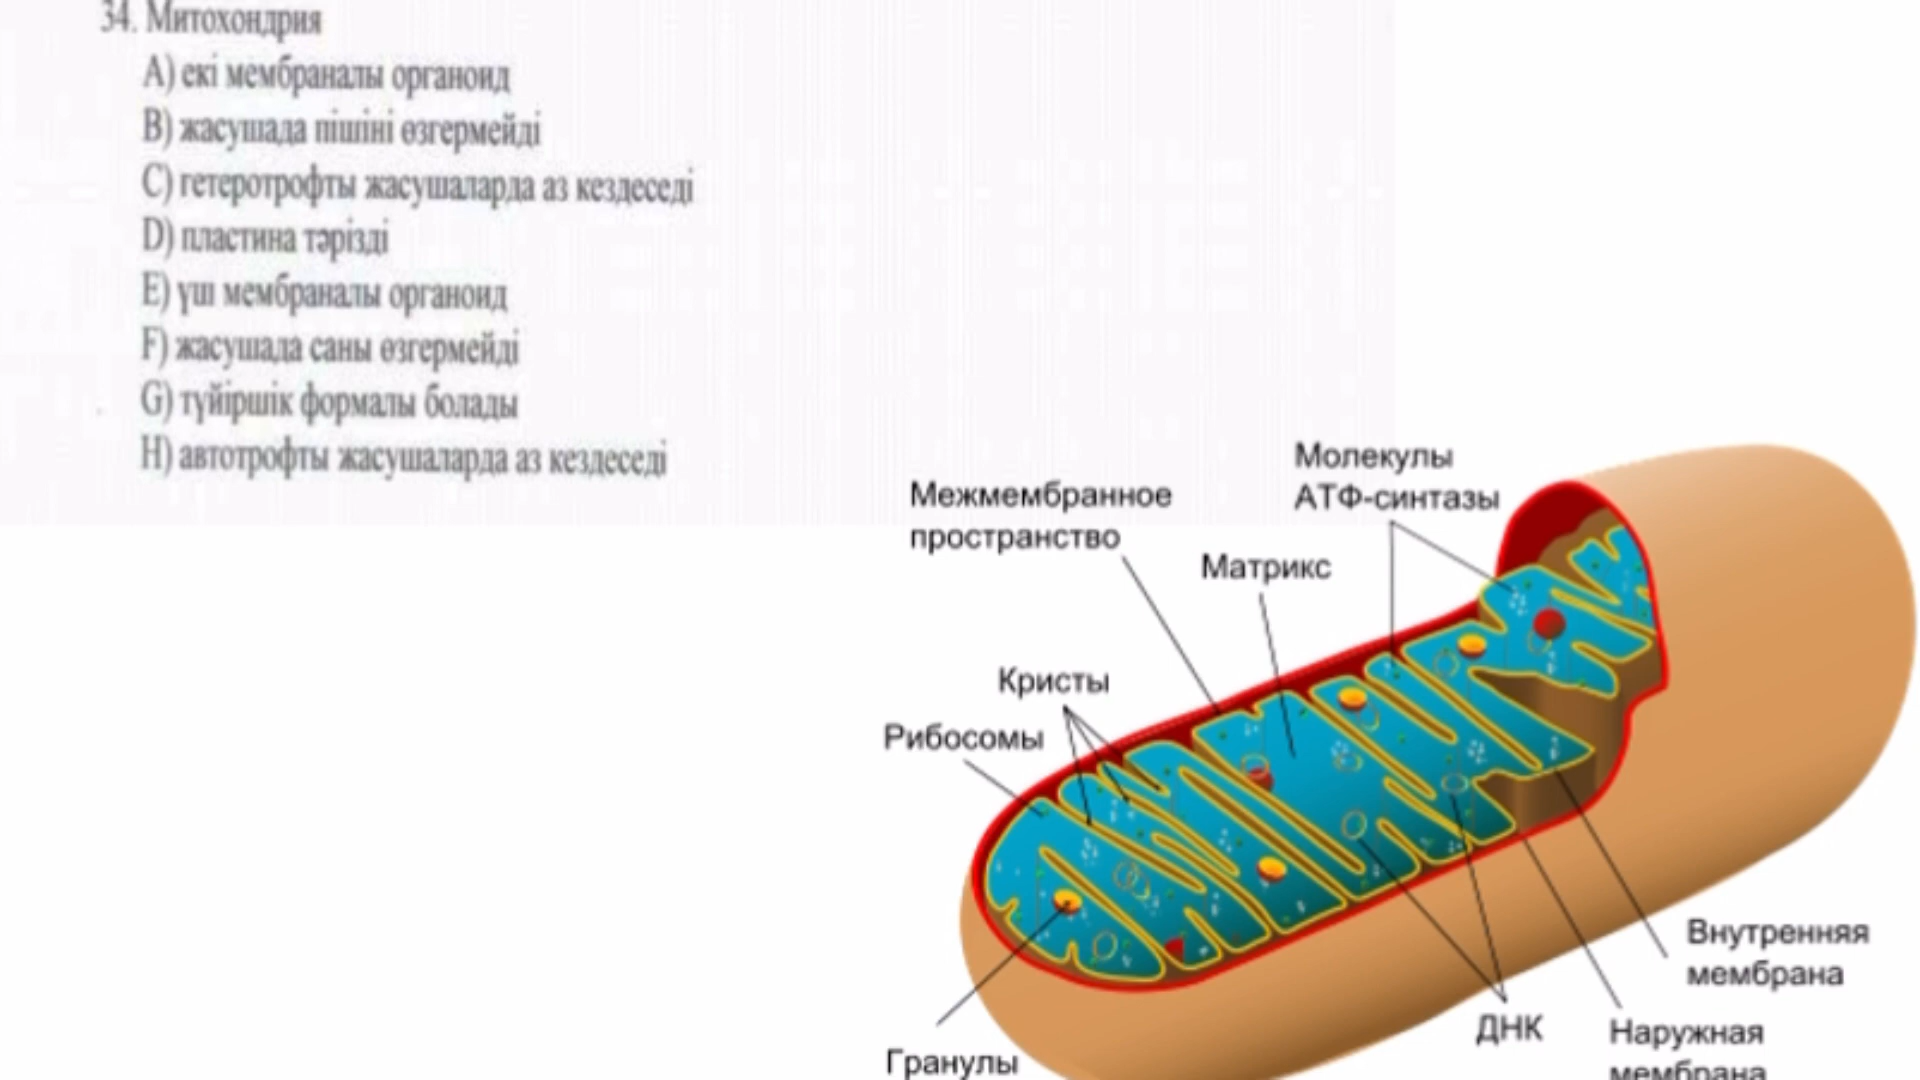 34. Митохондрия
A) екі мембраналы органоид
B) жасушада пішіні өзгермейді
C) гетеротрофты жасушаларда аз кездеседі
D) пластина тәрізді
E) үш мембраналы органоид
F) жасушада саны өзгермейді
G) түйіршік формалы болады
H) автотрофты жасушаларда аз кездеседі
Молекулы
АТФ-синтазы
Межмембранное
пространство
Матрикс
Кристы
Рибосомы
Внутренняя
мембрана
ДНК
Наружная
мембрана
Гранулы